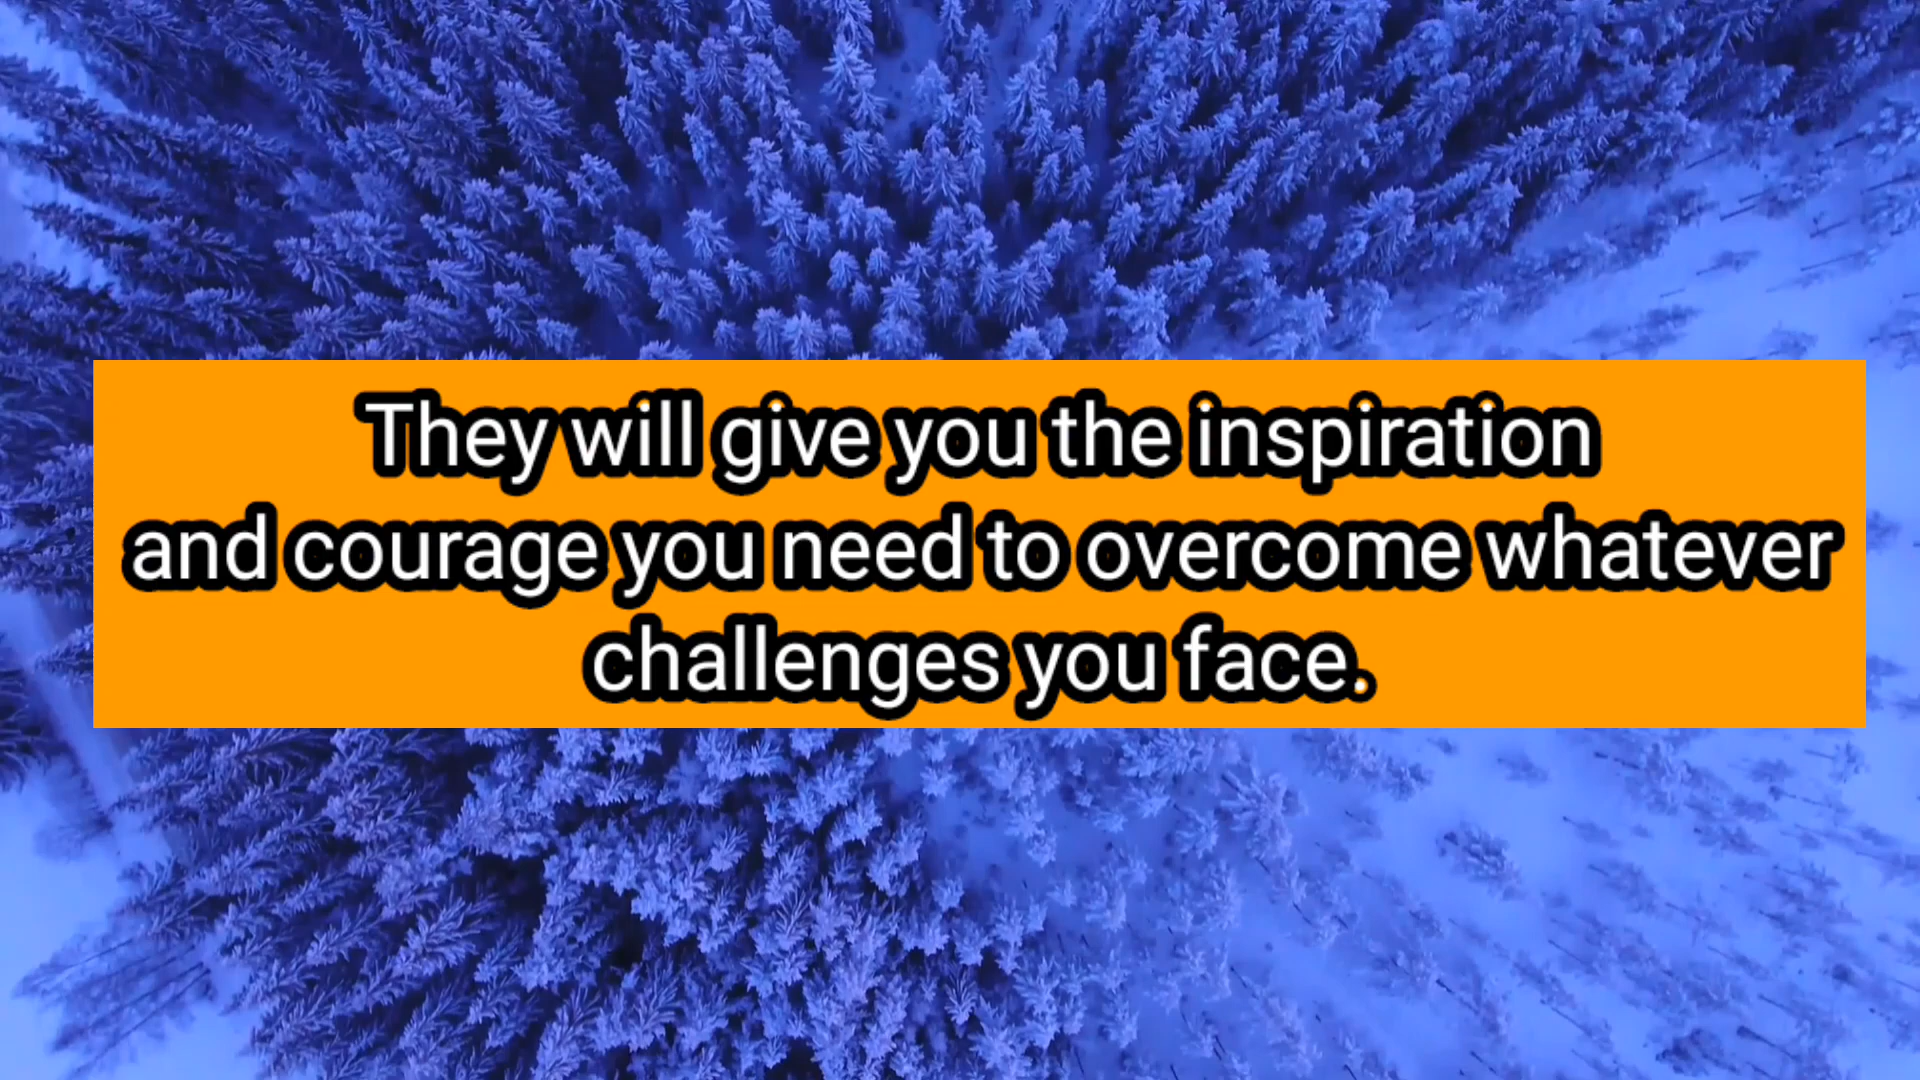 They will give you the inspiration
and courage you need to overcome whatever
challenges you face.